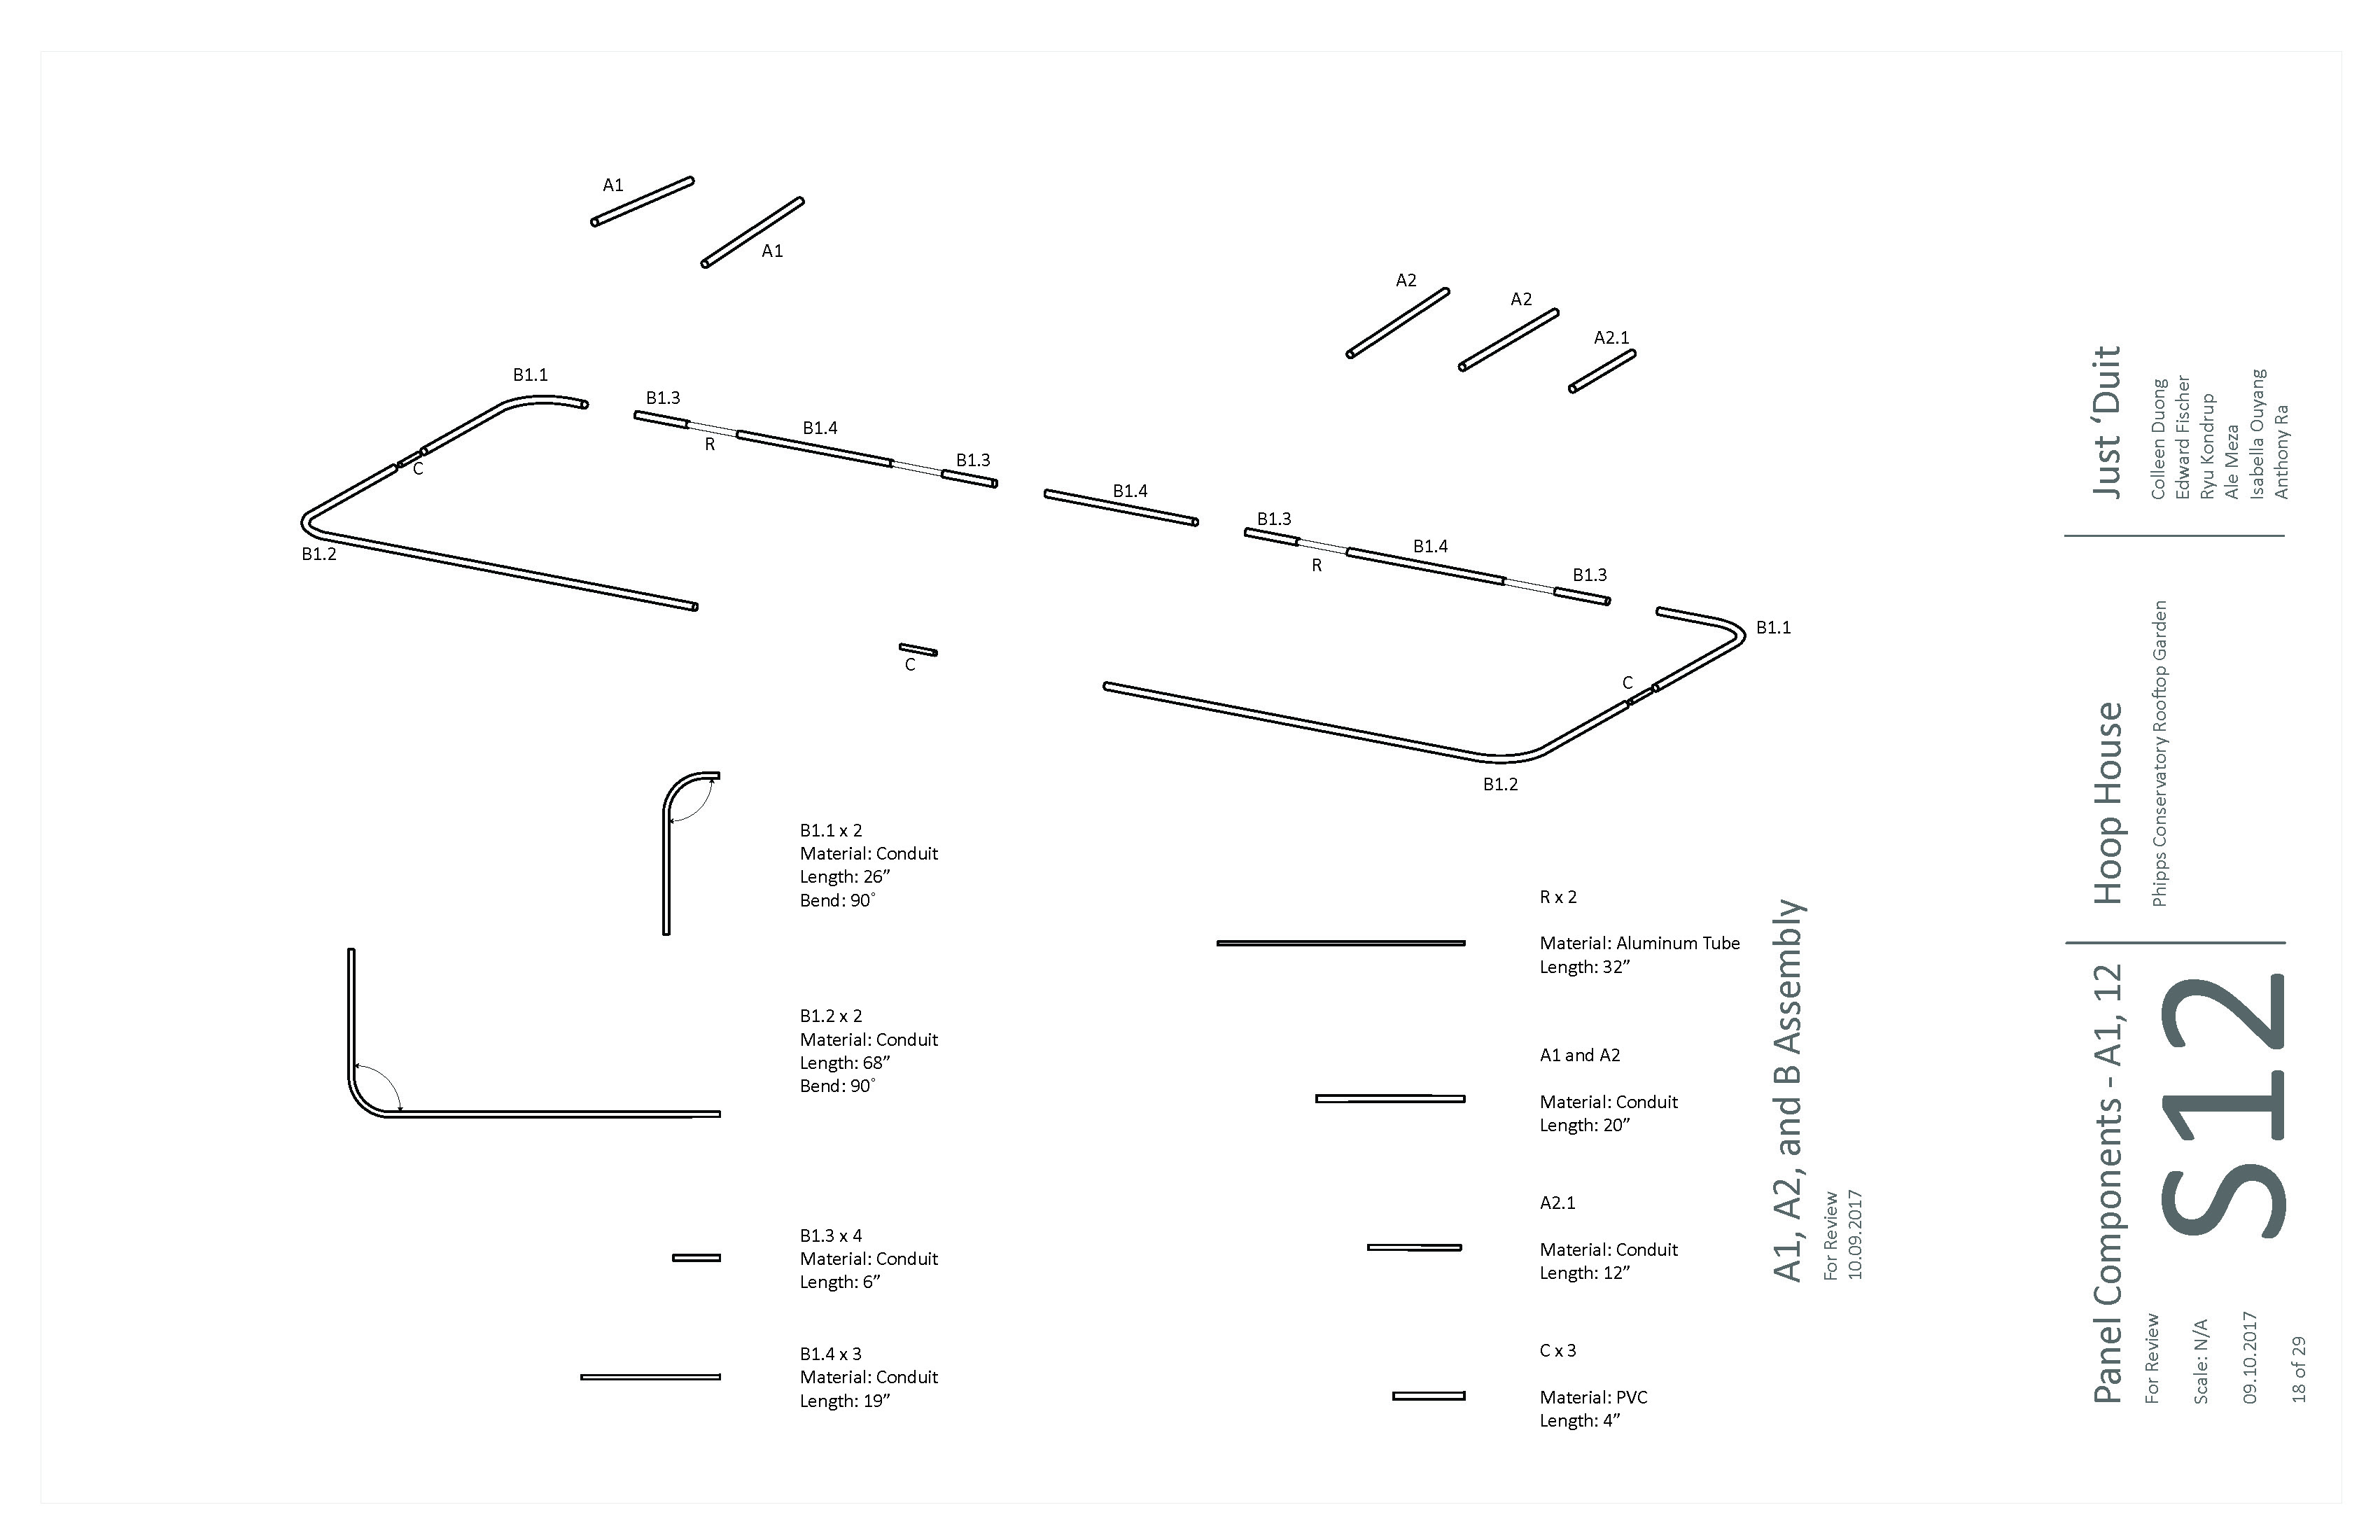 A1
A1
A2
A2
A2.1
B1.1
B1.3
R
B1.4
B1.3
C
B1.2
B1.4
B1.3
R
B1.4
B1.3
B1.1
C
C
B1.2
B1.1 x 2
Material: Conduit
Length: 26”
Bend: 90˚
B1.2 x 2
Material: Conduit
Length: 68”
Bend: 90˚
B1.3 x 4
Material: Conduit
Length: 6”
B1.4 x 3
Material: Conduit
Length: 19”
R x 2
Material: Aluminum Tube
Length: 32”
A1 and A2
Material: Conduit
Length: 20”
A2.1
Material: Conduit
Length: 12”
C x 3
Material: PVC
Length: 4”
A1, A2, and B Assembly
For Review
10.09.2017
Just ‘Duit
Colleen Duong
Edward Fischer
Ryu Kondrup
Ale Meza
Isabella Ouyang
Anthony Ra
Hoop House
Phipps Conservatory Rooftop Garden
Panel Components - A1, 12
For Review
Scale: N/A
09.10.2017
18 of 29
S12